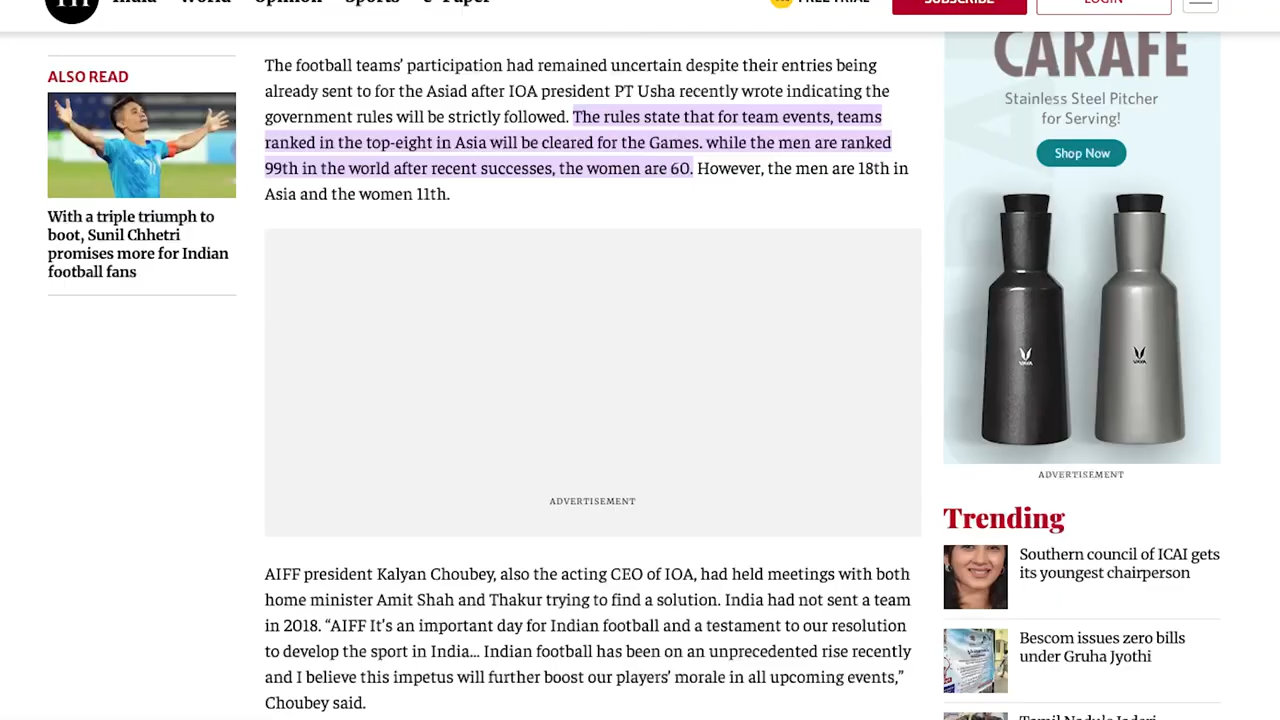 India World Opinion Sports e-Paper
FREE TRIAL
SUBSCRIBE
LOGIN
ALSO READ
With a triple triumph to
boot, Sunil Chhetri
promises more for Indian
football fans
The football teams’ participation had remained uncertain despite their entries being
already sent to for the Asiad after IOA president PT Usha recently wrote indicating the
government rules will be strictly followed. The rules state that for team events, teams
ranked in the top-eight in Asia will be cleared for the Games. while the men are ranked
99th in the world after recent successes, the women are 60. However, the men are 18th in
Asia and the women 11th.
ADVERTISEMENT
AIFF president Kalyan Choubey, also the acting CEO of IOA, had held meetings with both
home minister Amit Shah and Thakur trying to find a solution. India had not sent a team
in 2018. “AIFF It’s an important day for Indian football and a testament to our resolution
to develop the sport in India... Indian football has been on an unprecedented rise recently
and I believe this impetus will further boost our players’ morale in all upcoming events,”
Choubey said.
CARAFE
Stainless Steel Pitcher
for Serving!
Shop Now
VAYA
VAYA
ADVERTISEMENT
Trending
Southern council of ICAI gets
its youngest chairperson
Bescom issues zero bills
under Gruha Jyothi